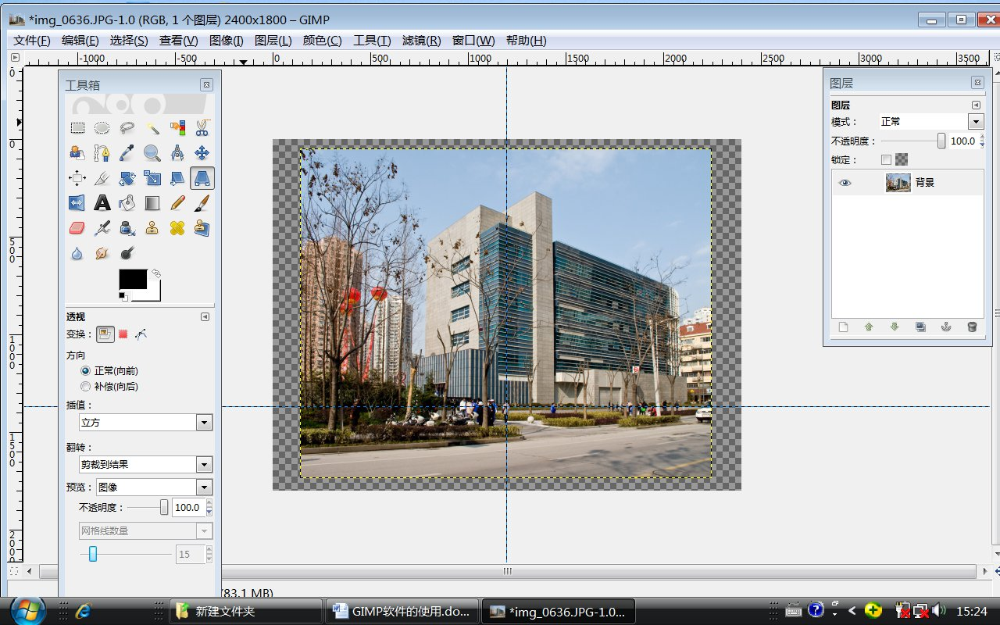 *img_0636.JPG-1.0 (RGB, 1 个图层) 2400x1800 – GIMP
文件(F) 编辑(E) 选择(S) 查看(V) 图像(I) 图层(L) 颜色(C) 工具(T) 滤镜(R) 窗口(W) 帮助(H)
-1000 -500 0 500 1000 1500 2000 2500 3000 3500
0
500
1000
1500
2000
工具箱
透视
变换：
方向
正常(向前)
补偿(向后)
插值：
立方
翻转：
剪裁到结果
预览： 图像
不透明度： 100.0
网格线数量
15
图层
图层
模式： 正常
不透明度： 100.0
锁定：
背景
(83.1 MB)
新建文件夹
GIMP软件的使用.do...
*img_0636.JPG-1.0...
15:24